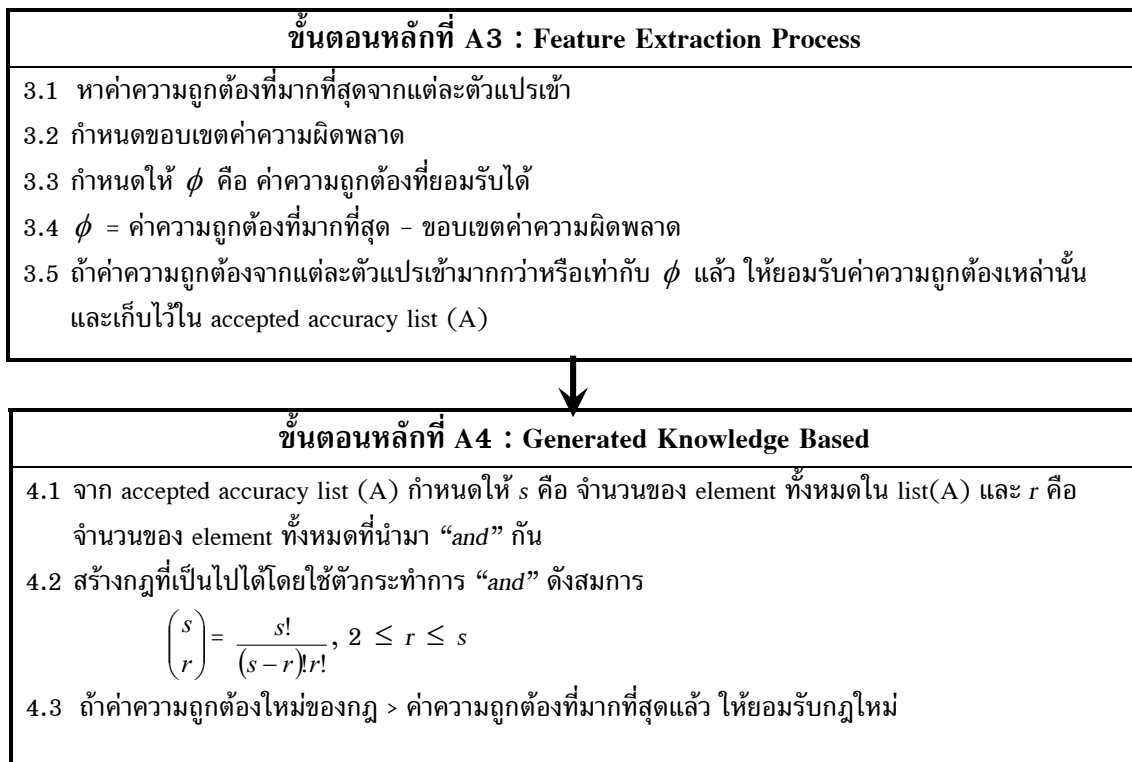 ขั้นตอนหลักที่ A3 : Feature Extraction Process
3.1 หาค่าความถูกต้องที่มากที่สุดจากแต่ละตัวแปรเข้า
3.2 กำหนดขอบเขตค่าความผิดพลาด
3.3 กำหนดให้ ϕ คือ ค่าความถูกต้องที่ยอมรับได้
3.4 ϕ = ค่าความถูกต้องที่มากที่สุด - ขอบเขตค่าความผิดพลาด
3.5 ถ้าค่าความถูกต้องจากแต่ละตัวแปรเข้ามากกว่าหรือเท่ากับ ϕ แล้ว ให้ยอมรับค่าความถูกต้องเหล่านั้น
และเก็บไว้ใน accepted accuracy list (A)
ขั้นตอนหลักที่ A4 : Generated Knowledge Based
4.1 จาก accepted accuracy list (A) กำหนดให้ s คือ จำนวนของ element ทั้งหมดใน list(A) และ r คือ
จำนวนของ element ทั้งหมดที่นำมา “and” กัน
4.2 สร้างกฎที่เป็นไปได้โดยใช้ตัวกระทำการ “and” ดังสมการ
(s r) = s! / (s – r)!r! , 2 ≤ r ≤ s
4.3 ถ้าค่าความถูกต้องใหม่ของกฎ > ค่าความถูกต้องที่มากที่สุดแล้ว ให้ยอมรับกฎใหม่